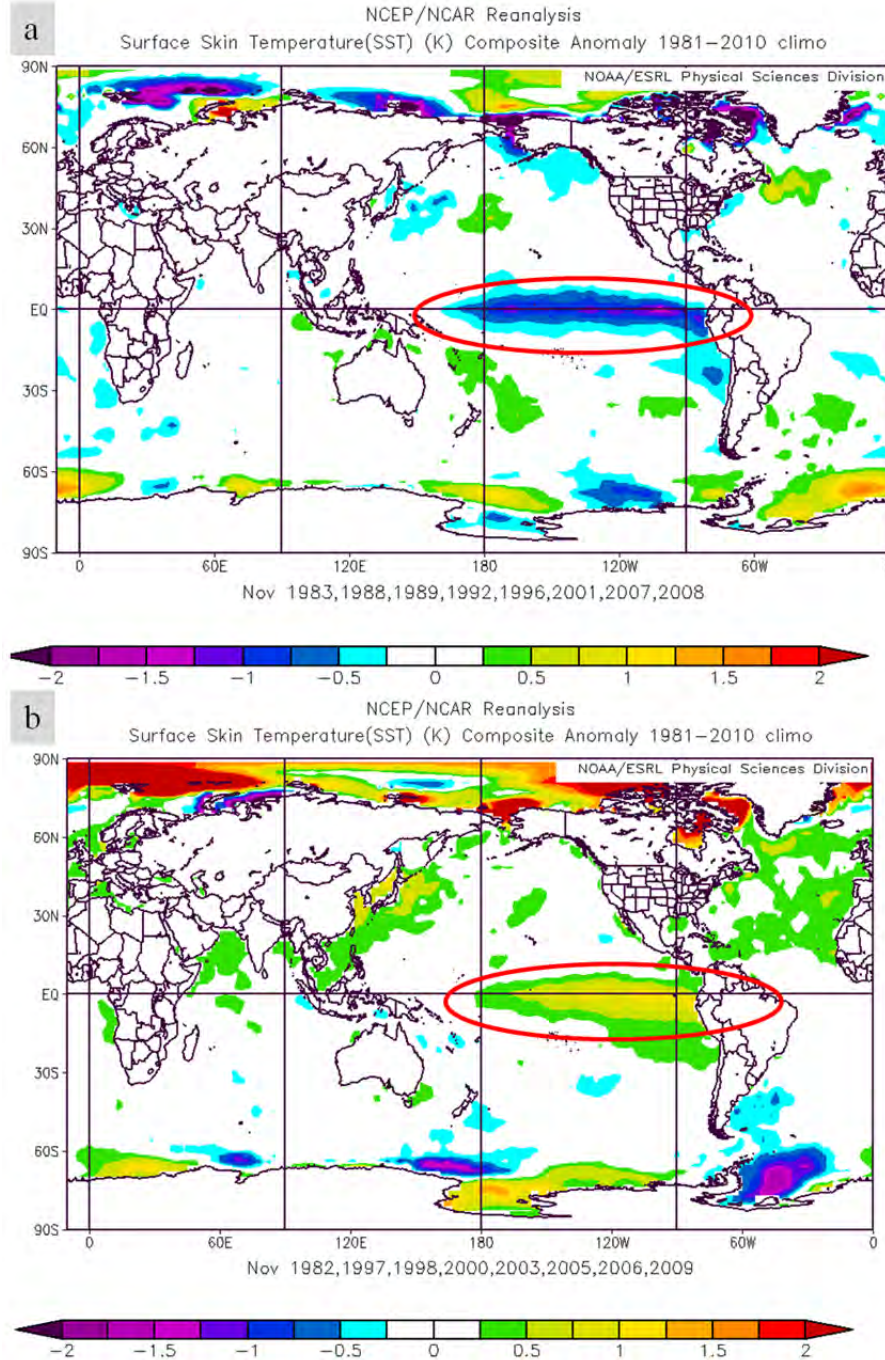 a
NCEP/NCAR Reanalysis
Surface Skin Temperature(SST) (K) Composite Anomaly 1981−2010 climo
NOAA/ESRL Physical Sciences Division
90N
60N
30N
EQ
30S
60S
90S
0 60E 120E 180 120W 60W
Nov 1983,1988,1989,1992,1996,2001,2007,2008
−2 −1.5 −1 −0.5 0 0.5 1 1.5 2
b
NCEP/NCAR Reanalysis
Surface Skin Temperature(SST) (K) Composite Anomaly 1981−2010 climo
NOAA/ESRL Physical Sciences Division
90N
60N
30N
EQ
30S
60S
90S
0 60E 120E 180 120W 60W 0
Nov 1982,1997,1998,2000,2003,2005,2006,2009
−2 −1.5 −1 −0.5 0 0.5 1 1.5 2